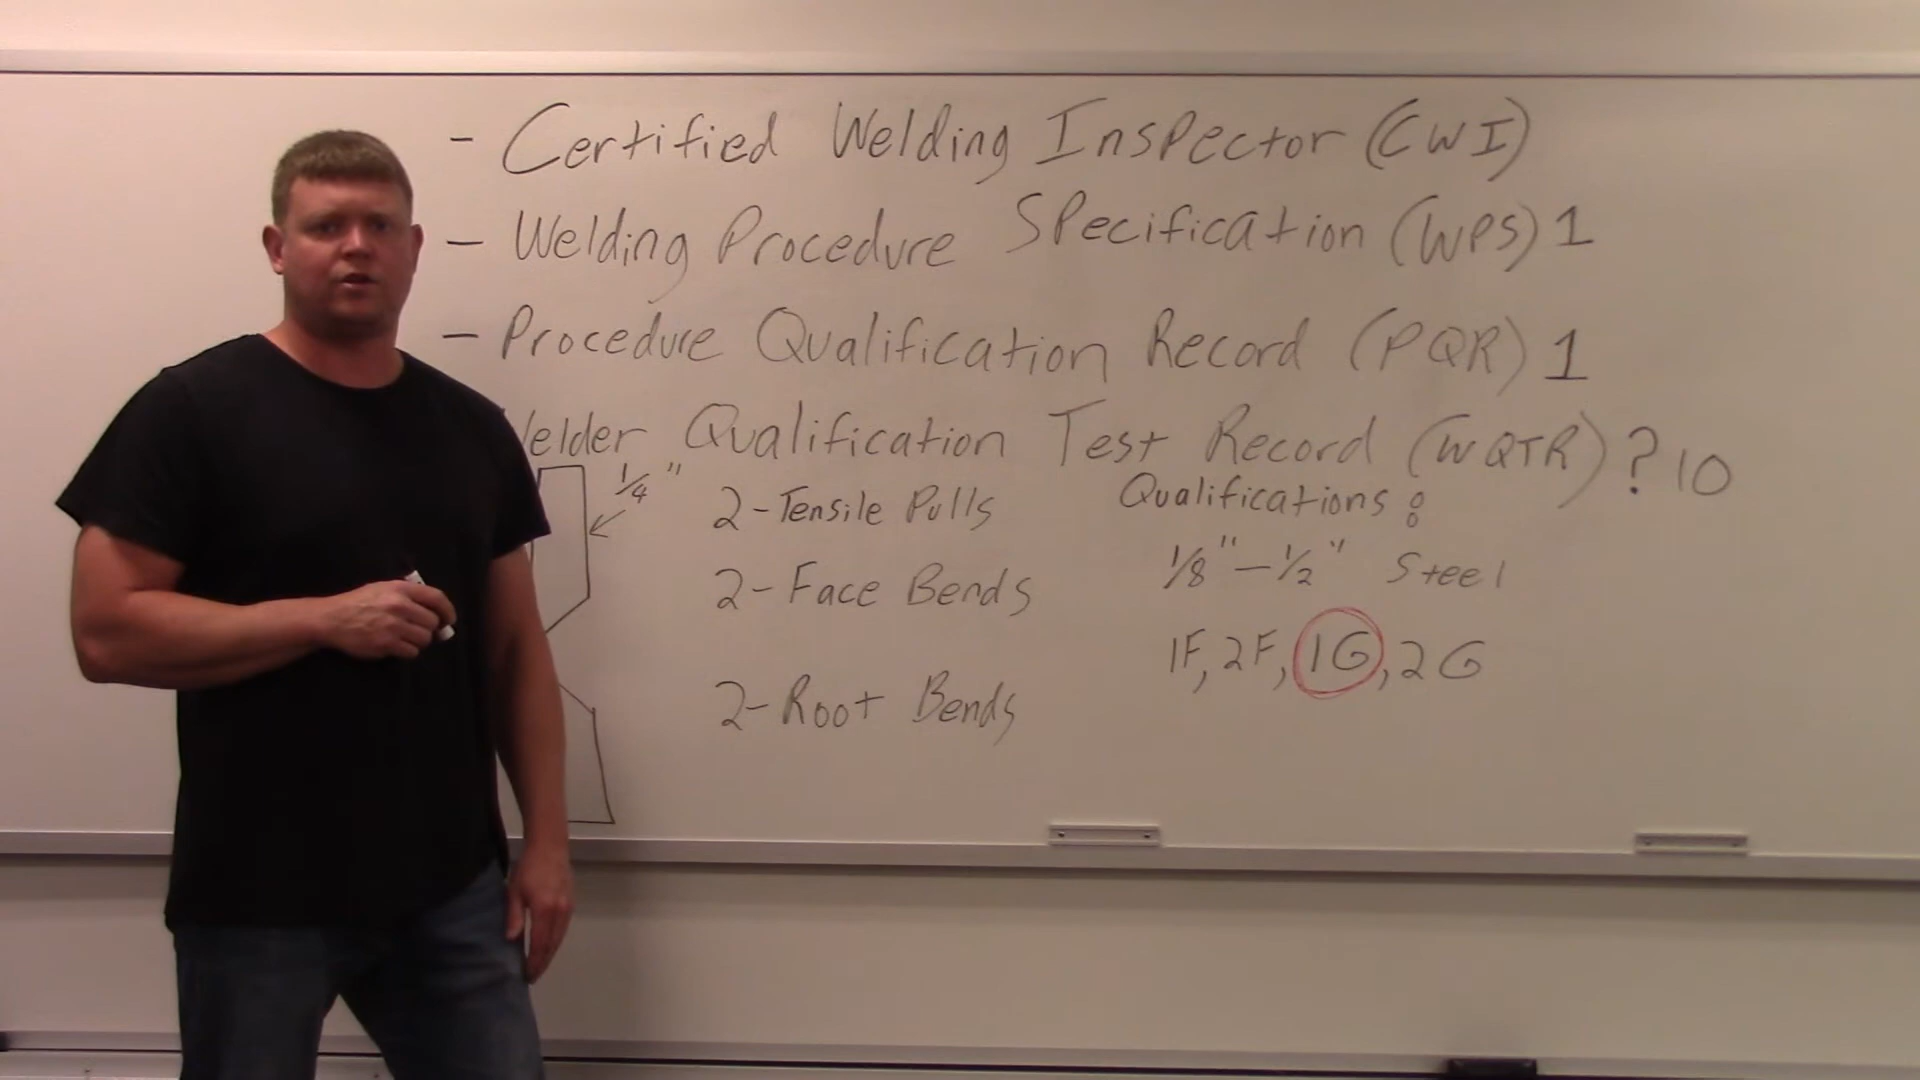 - Certified Welding Inspector (CWI)
- Welding Procedure Specification (WPS) 1
- Procedure Qualification Record (PQR) 1
elder Qualification Test Record (WQTR) ? 10
1/4"
2-Tensile Pulls
2-Face Bends
2-Root Bends
Qualifications:
1/8" - 1/2" Steel
1F, 2F, 1G, 2G